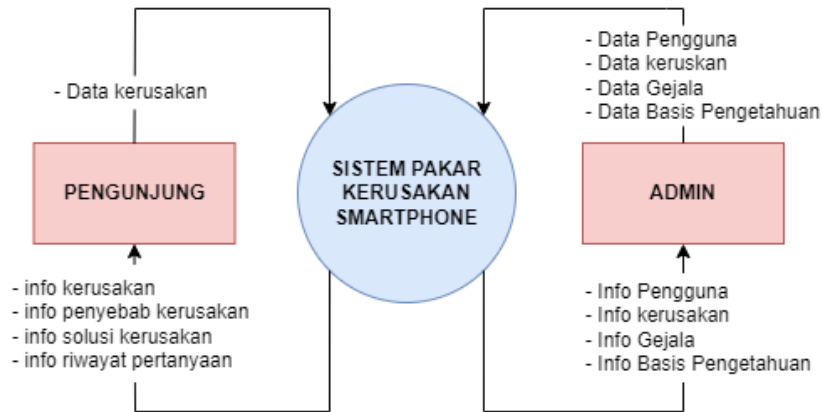 - Data kerusakan
PENGUNJUNG
- info kerusakan
- info penyebab kerusakan
- info solusi kerusakan
- info riwayat pertanyaan
SISTEM PAKAR
KERUSAKAN
SMARTPHONE
- Data Pengguna
- Data keruskan
- Data Gejala
- Data Basis Pengetahuan
ADMIN
- Info Pengguna
- Info kerusakan
- Info Gejala
- Info Basis Pengetahuan